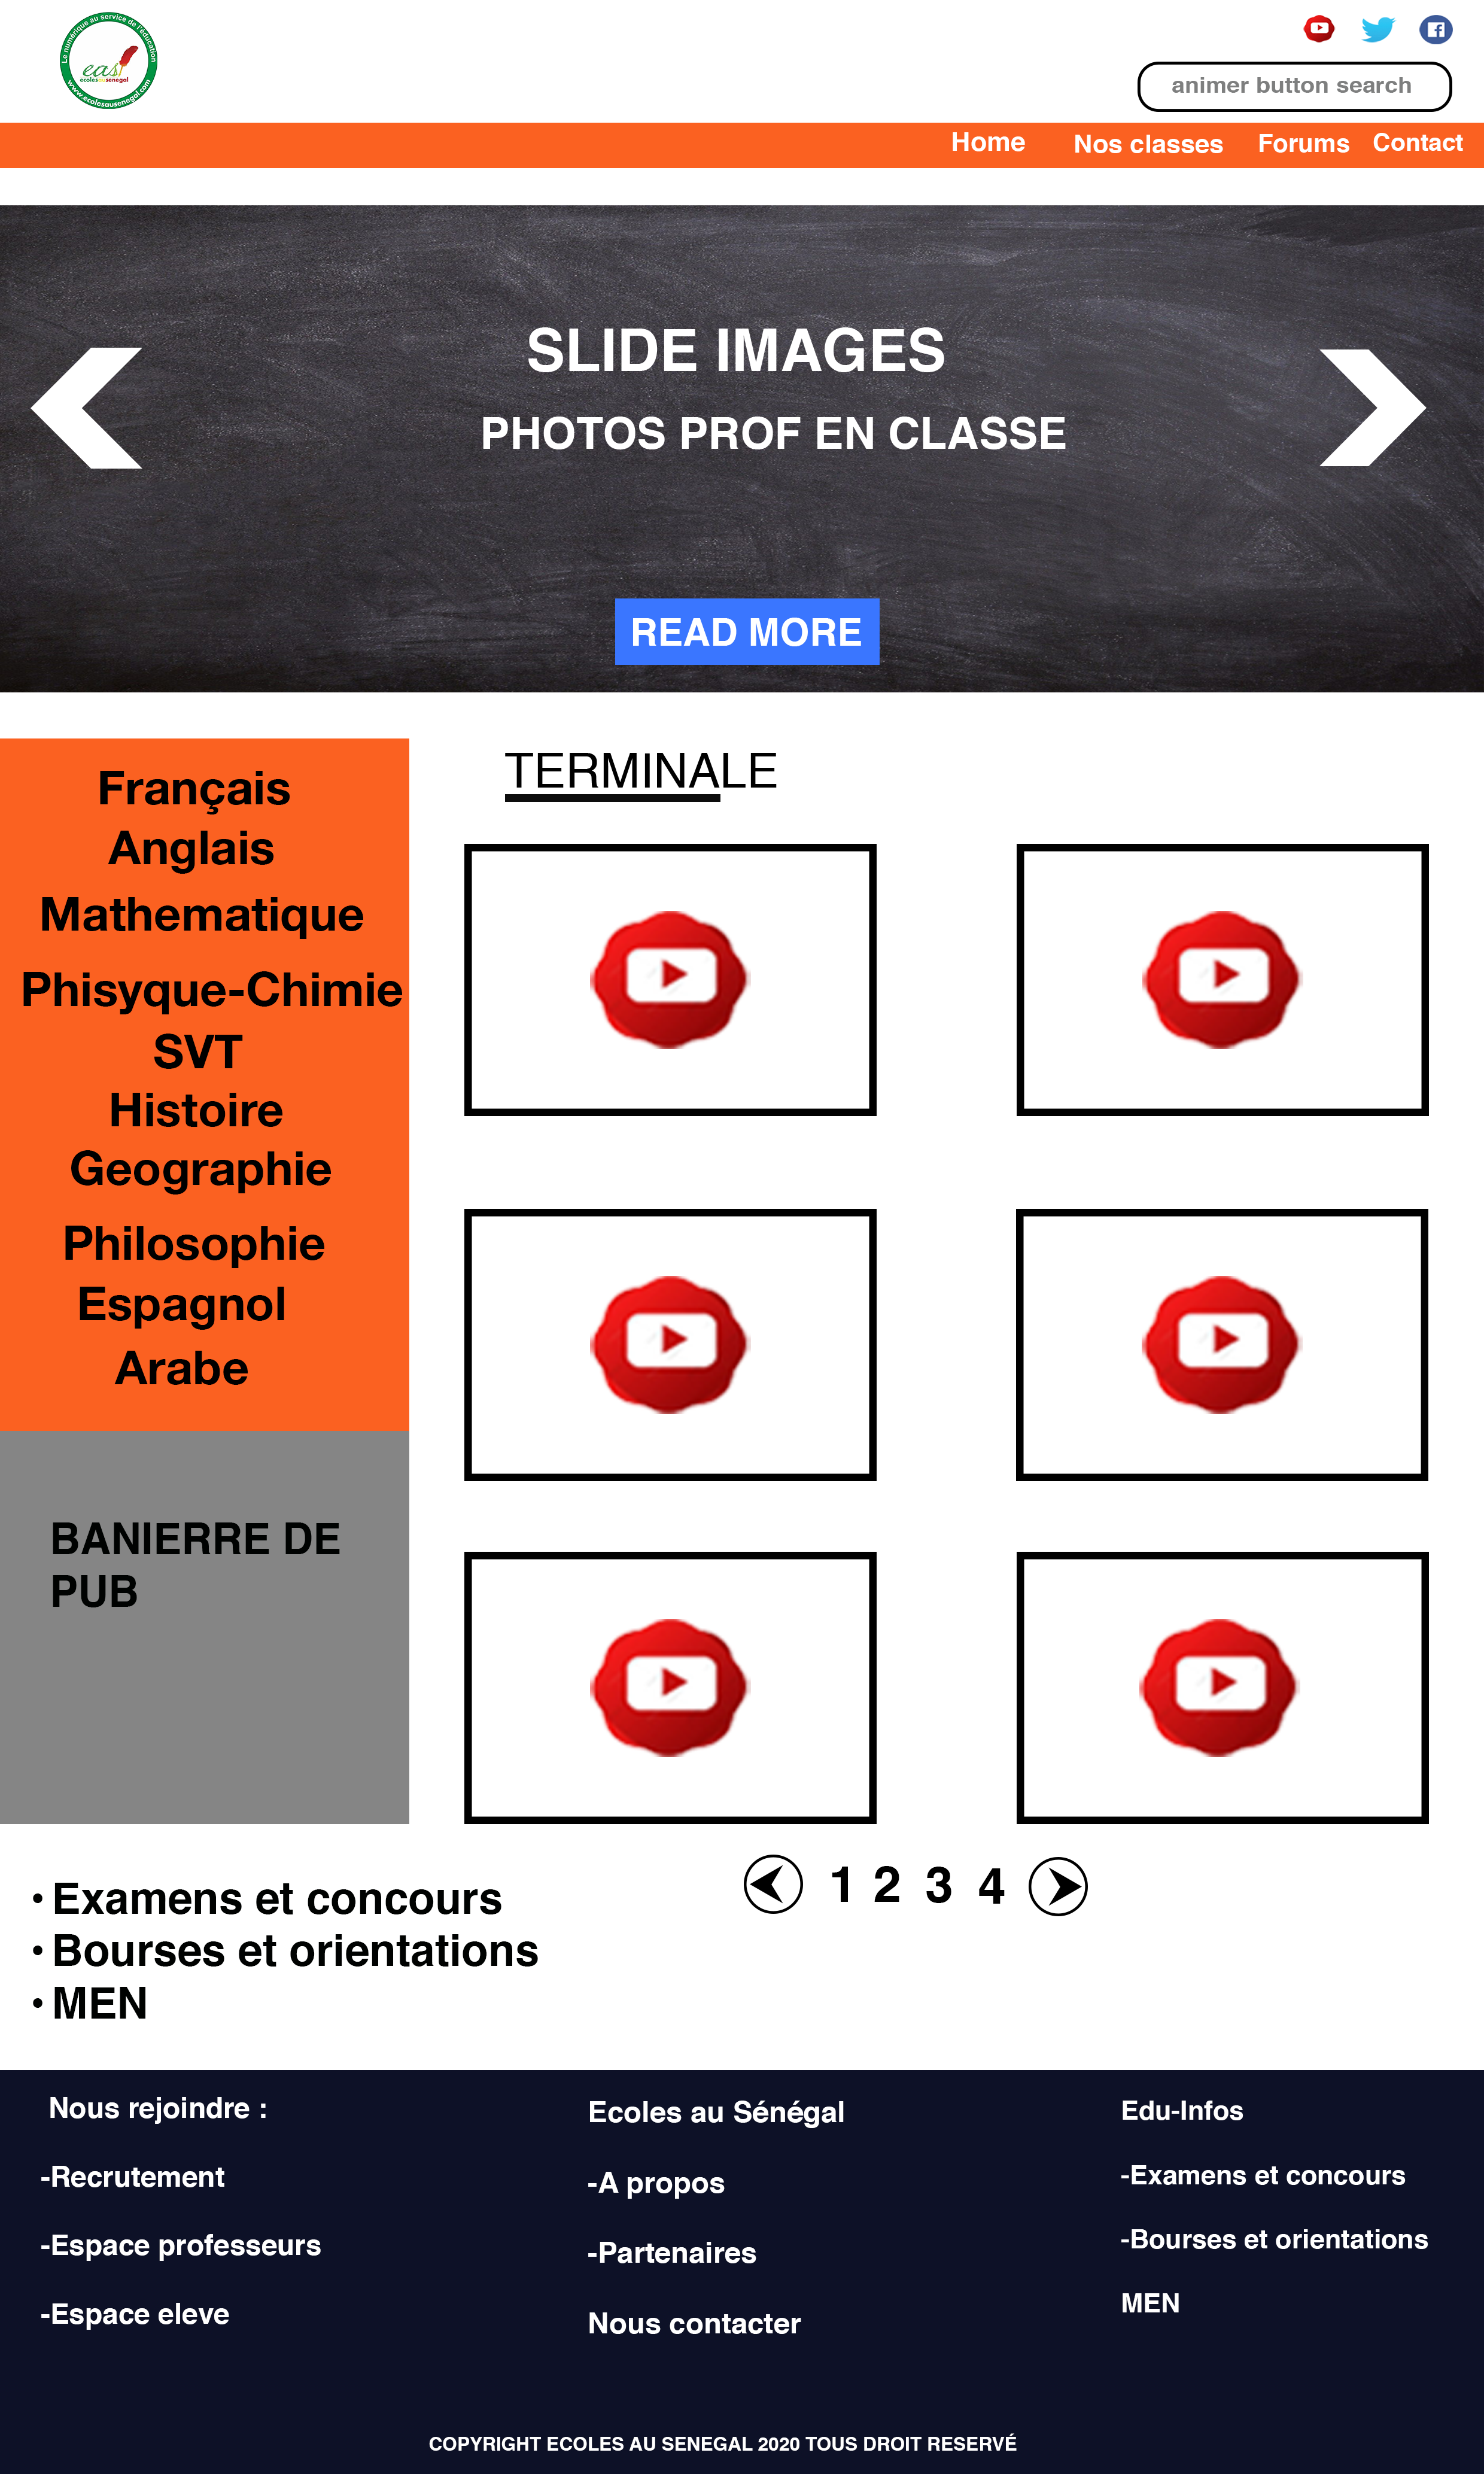 Le numérique au service de l'éducation
eas
ecolesausenegal
www.ecolesausenegal.com
animer button search
Home Nos classes Forums Contact
SLIDE IMAGES
PHOTOS PROF EN CLASSE
READ MORE
TERMINALE
Français
Anglais
Mathematique
Phisyque-Chimie
SVT
Histoire
Geographie
Philosophie
Espagnol
Arabe
BANIERRE DE
PUB
1 2 3 4
• Examens et concours
• Bourses et orientations
• MEN
Nous rejoindre :
-Recrutement
-Espace professeurs
-Espace eleve
Ecoles au Sénégal
-A propos
-Partenaires
Nous contacter
Edu-Infos
-Examens et concours
-Bourses et orientations
MEN
COPYRIGHT ECOLES AU SENEGAL 2020 TOUS DROIT RESERVÉ